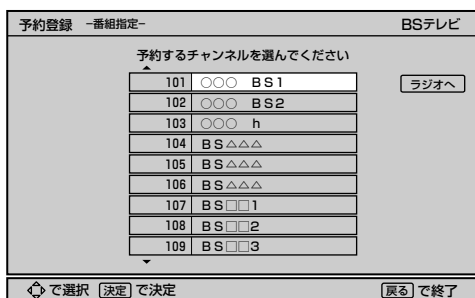 予約登録 −番組指定− BSテレビ
予約するチャンネルを選んでください
101 ○○○ BS1 ラジオへ
102 ○○○ BS2
103 ○○○ h
104 BS△△△
105 BS△△△
106 BS△△△
107 BS□□1
108 BS□□2
109 BS□□3
で選択 決定 で決定 戻る で終了